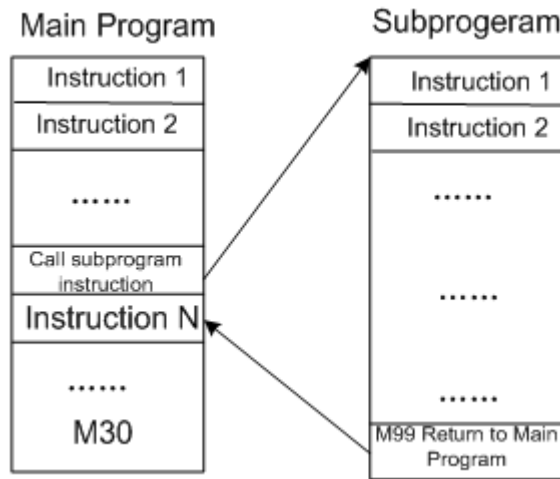 Main Program
Instruction 1
Instruction 2
......
Call subprogram
instruction
Instruction N
......
M30
Subprogeram
Instruction 1
Instruction 2
......
......
......
M99 Return to Main
Program